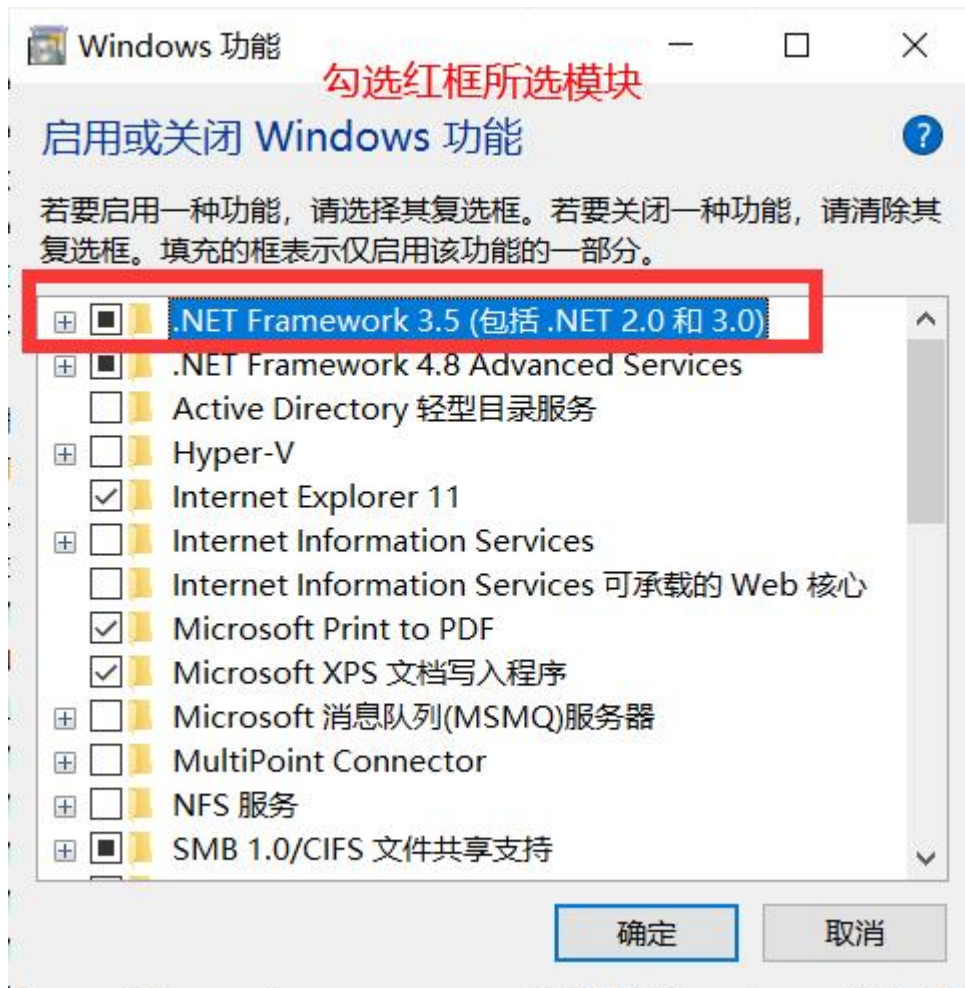 Windows 功能
勾选红框所选模块
启用或关闭 Windows 功能
?
若要启用一种功能，请选择其复选框。若要关闭一种功能，请清除其
复选框。填充的框表示仅启用该功能的一部分。
.NET Framework 3.5 (包括 .NET 2.0 和 3.0)
.NET Framework 4.8 Advanced Services
Active Directory 轻型目录服务
Hyper-V
Internet Explorer 11
Internet Information Services
Internet Information Services 可承载的 Web 核心
Microsoft Print to PDF
Microsoft XPS 文档写入程序
Microsoft 消息队列(MSMQ)服务器
MultiPoint Connector
NFS 服务
SMB 1.0/CIFS 文件共享支持
确定
取消